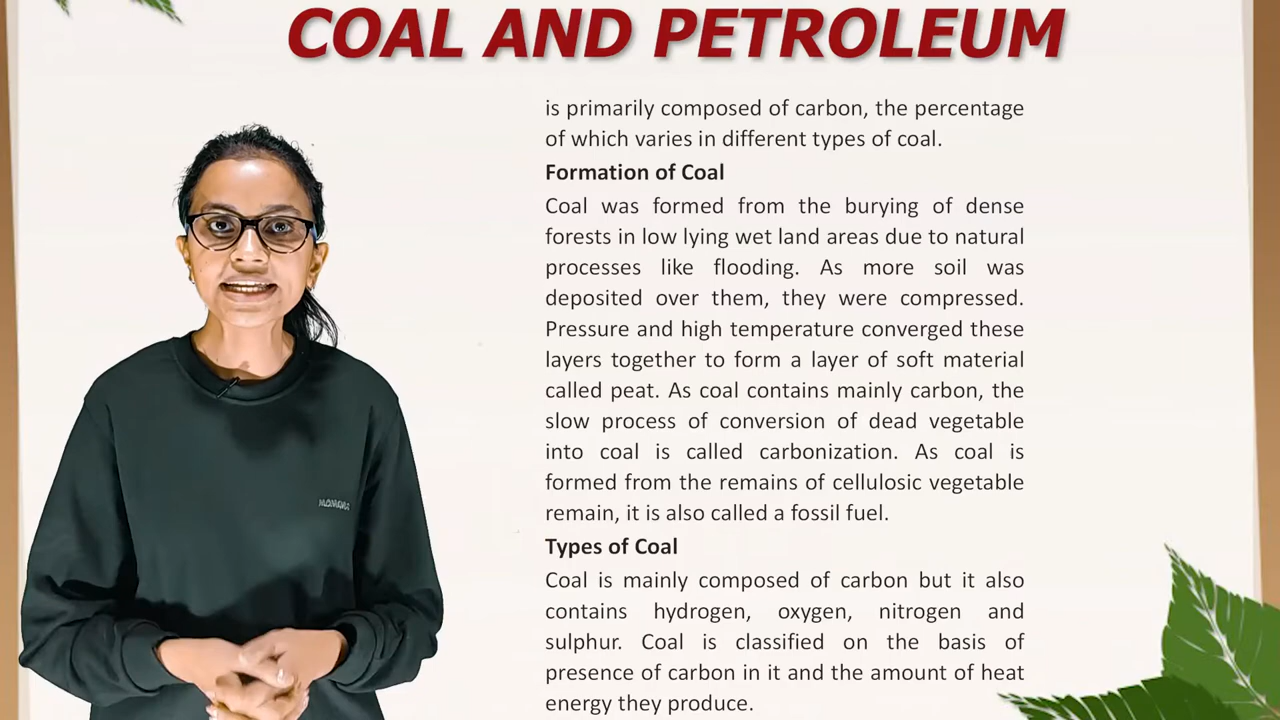 COAL AND PETROLEUM
is primarily composed of carbon, the percentage
of which varies in different types of coal.
Formation of Coal
Coal was formed from the burying of dense
forests in low lying wet land areas due to natural
processes like flooding. As more soil was
deposited over them, they were compressed.
Pressure and high temperature converged these
layers together to form a layer of soft material
called peat. As coal contains mainly carbon, the
slow process of conversion of dead vegetable
into coal is called carbonization. As coal is
formed from the remains of cellulosic vegetable
remain, it is also called a fossil fuel.
Types of Coal
Coal is mainly composed of carbon but it also
contains hydrogen, oxygen, nitrogen and
sulphur. Coal is classified on the basis of
presence of carbon in it and the amount of heat
energy they produce.